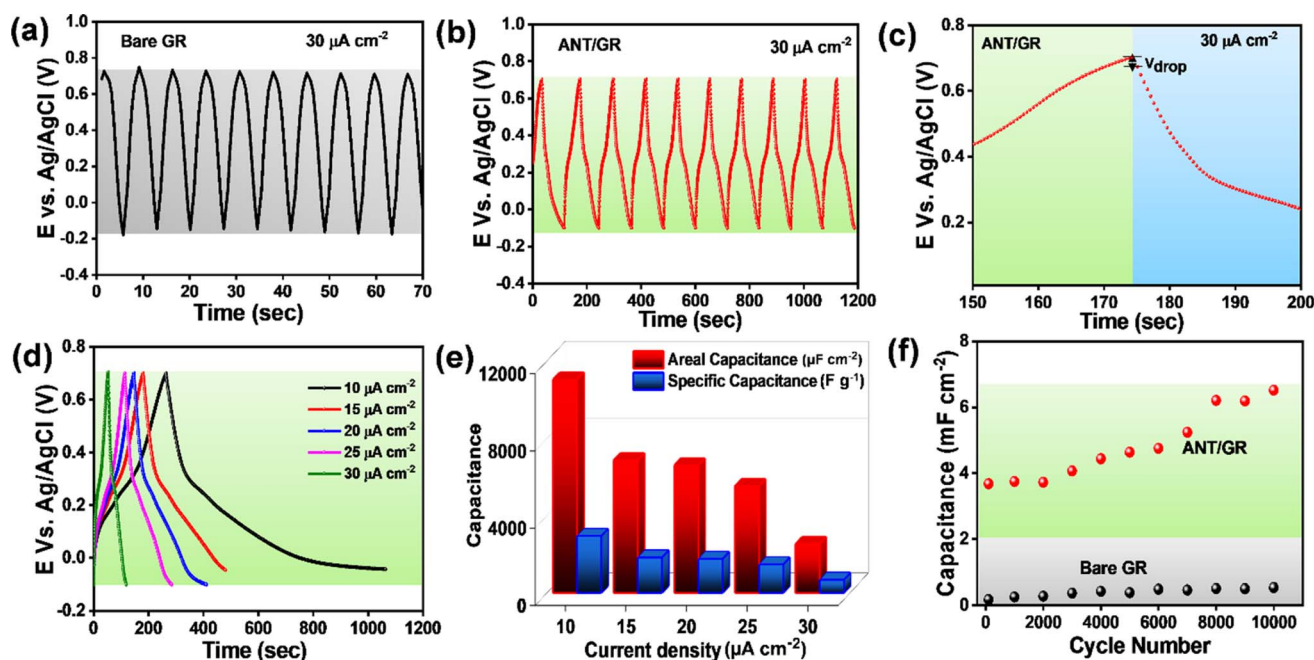 (a)
Bare GR
30 μA cm⁻²
E vs. Ag/AgCl (V)
1.0
0.8
0.6
0.4
0.2
0.0
-0.2
-0.4
0 10 20 30 40 50 60 70
Time (sec)
(b)
ANT/GR
30 μA cm⁻²
E Vs. Ag/AgCl (V)
1.0
0.8
0.6
0.4
0.2
0.0
-0.2
-0.4
0 200 400 600 800 1000 1200
Time (sec)
(c)
ANT/GR
30 μA cm⁻²
Vdrop
E Vs. Ag/AgCl (V)
0.8
0.6
0.4
0.2
150 160 170 180 190 200
Time (sec)
(d)
10 μA cm⁻²
15 μA cm⁻²
20 μA cm⁻²
25 μA cm⁻²
30 μA cm⁻²
E Vs. Ag/AgCl (V)
0.8
0.6
0.4
0.2
0.0
-0.2
0 200 400 600 800 1000 1200
Time (sec)
(e)
Areal Capacitance (μF cm⁻²)
Specific Capacitance (F g⁻¹)
Capacitance
12000
8000
4000
0
10 15 20 25 30
Current density (μA cm⁻²)
(f)
ANT/GR
Bare GR
Capacitance (mF cm⁻²)
8
6
4
2
0
0 2000 4000 6000 8000 10000
Cycle Number